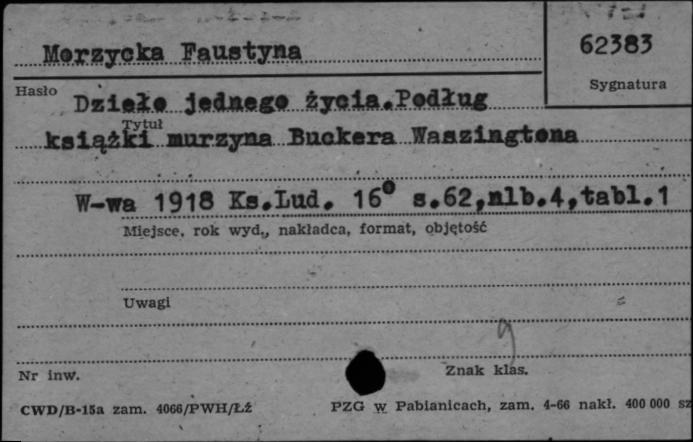 Morzycka Faustyna
62383
Sygnatura
Hasło
Dzieło jednego życia.Podług
Tytuł
książki murzyna Buckera Waszingtona
W-wa 1918 Ks.Lud. 16° s.62,nlb.4,tabl.1
Miejsce, rok wyd., nakładca, format, objętość
Uwagi
Nr inw.
Znak klas.
CWD/B-15a zam. 4066/PWH/Łź
PZG w Pabianicach, zam. 4-66 nakł. 400 000 sz